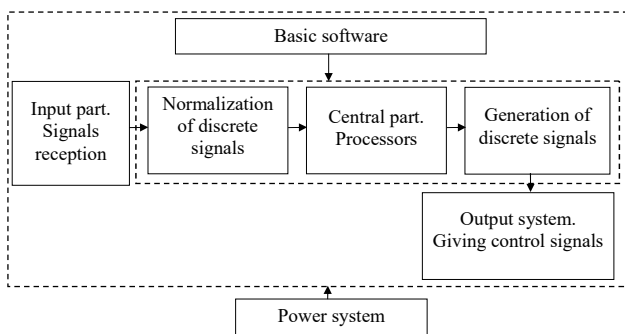 Basic software
Input part.
Signals
reception
Normalization
of discrete
signals
Central part.
Processors
Generation of
discrete signals
Output system.
Giving control signals
Power system